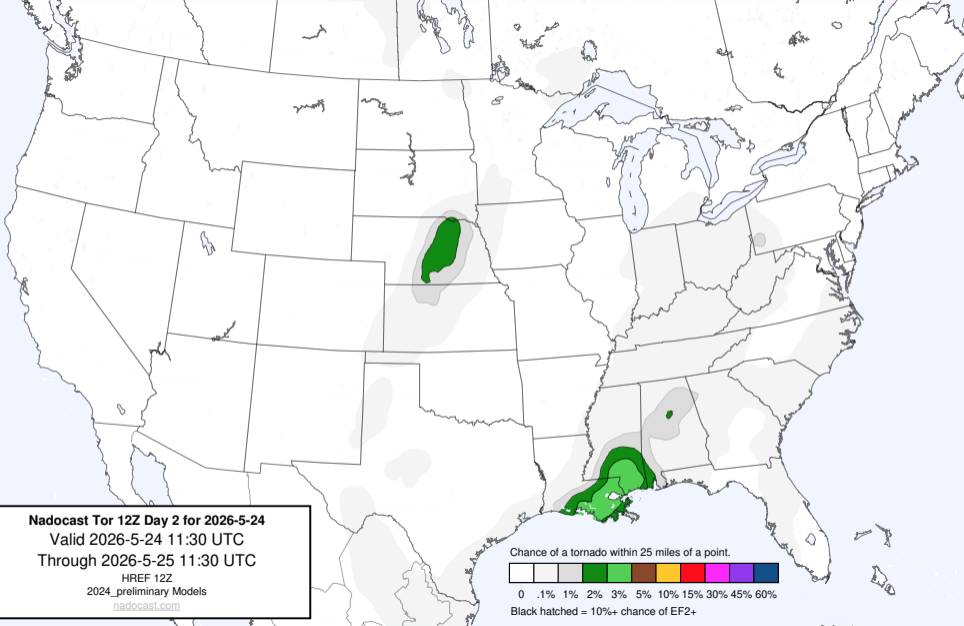 Nadocast Tor 12Z Day 2 for 2026-5-24
Valid 2026-5-24 11:30 UTC
Through 2026-5-25 11:30 UTC
HREF 12Z
2024_preliminary Models
nadocast.com
Chance of a tornado within 25 miles of a point.
0 .1% 1% 2% 3% 5% 10% 15% 30% 45% 60%
Black hatched = 10%+ chance of EF2+